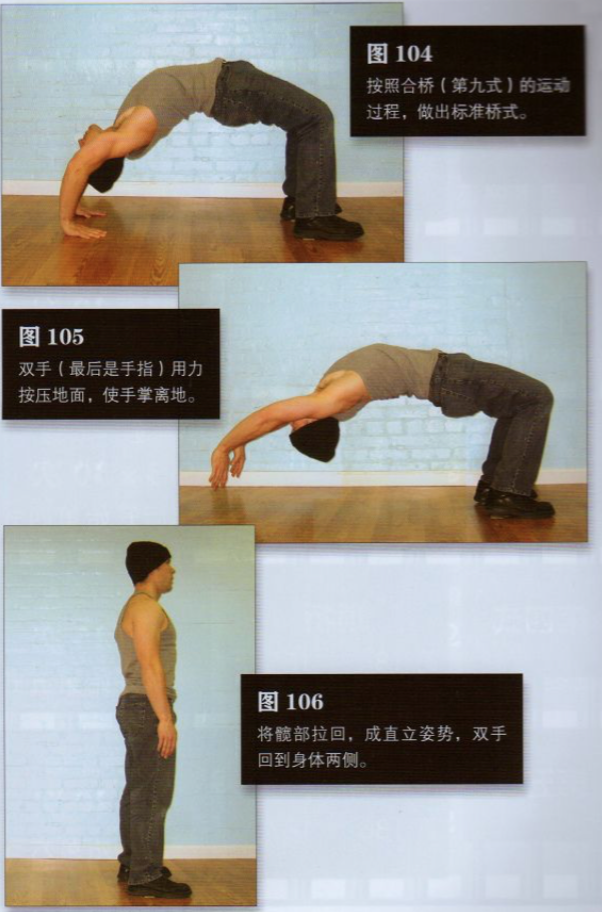 图 104
按照合桥（第九式）的运动
过程，做出标准桥式。
图 105
双手（最后是手指）用力
按压地面，使手掌离地。
图 106
将髋部拉回，成直立姿势，双手
回到身体两侧。